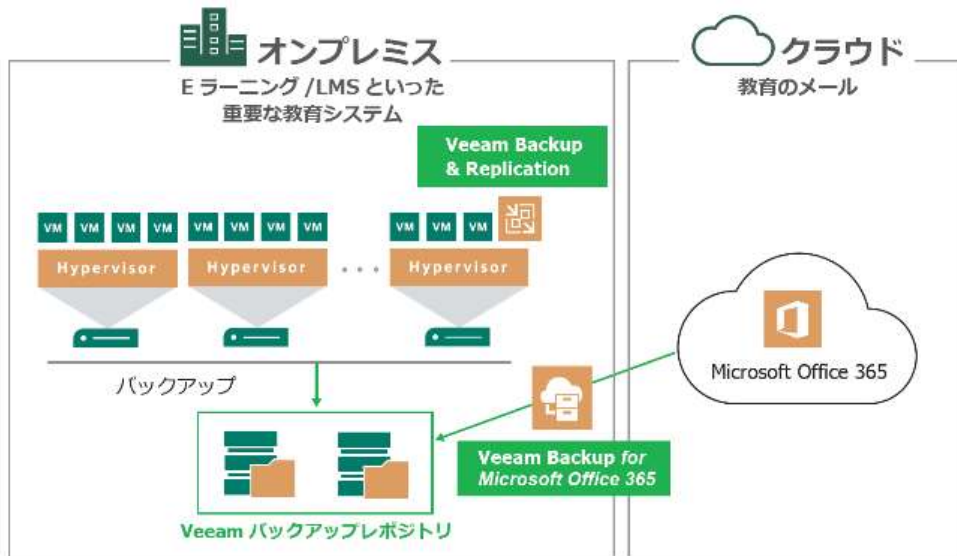 オンプレミス
E ラーニング /LMS といった
重要な教育システム
クラウド
教育のメール
Veeam Backup
& Replication
VM VM VM VM VM VM VM VM VM VM VM
Hypervisor Hypervisor Hypervisor
バックアップ
Microsoft Office 365
Veeam Backup for
Microsoft Office 365
Veeam バックアップレポジトリ